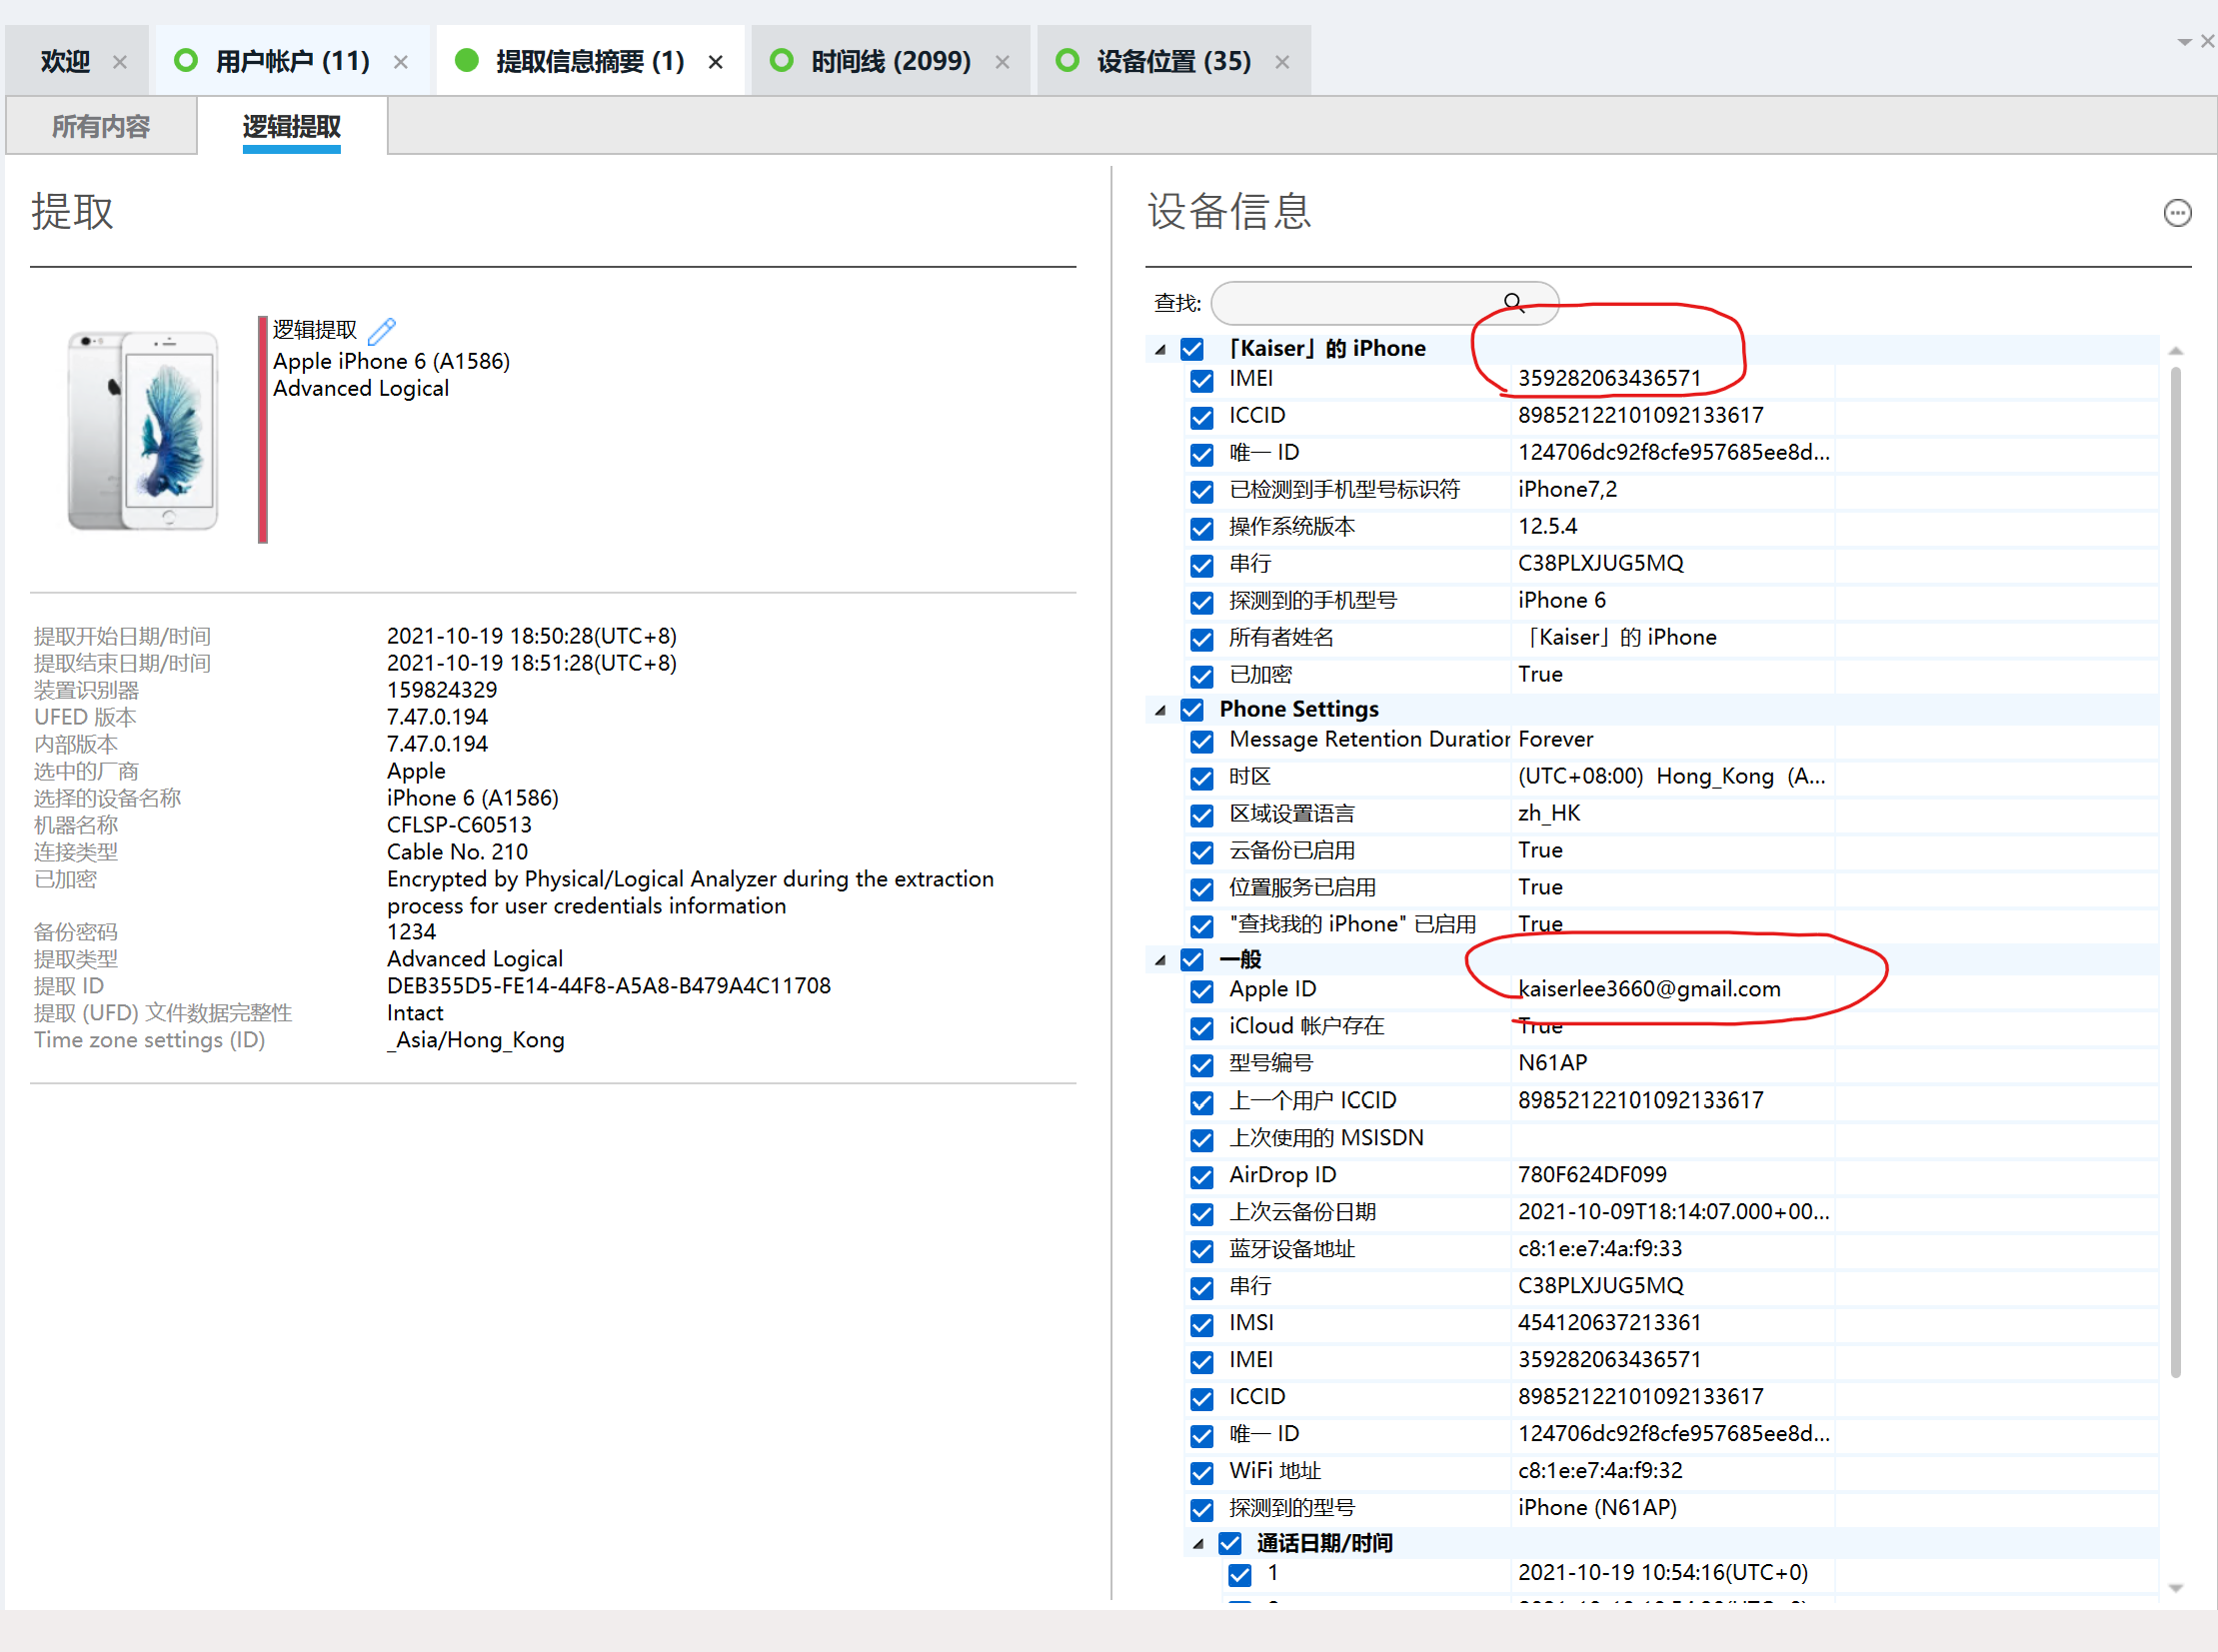 欢迎
用户帐户 (11)
提取信息摘要 (1)
时间线 (2099)
设备位置 (35)
所有内容
逻辑提取
提取
逻辑提取
Apple iPhone 6 (A1586)
Advanced Logical
提取开始日期/时间 2021-10-19 18:50:28(UTC+8)
提取结束日期/时间 2021-10-19 18:51:28(UTC+8)
装置识别器 159824329
UFED 版本 7.47.0.194
内部版本 7.47.0.194
选中的厂商 Apple
选择的设备名称 iPhone 6 (A1586)
机器名称 CFLSP-C60513
连接类型 Cable No. 210
已加密 Encrypted by Physical/Logical Analyzer during the extraction
process for user credentials information
备份密码 1234
提取类型 Advanced Logical
提取 ID DEB355D5-FE14-44F8-A5A8-B479A4C11708
提取 (UFD) 文件数据完整性 Intact
Time zone settings (ID) _Asia/Hong_Kong
设备信息
查找:
「Kaiser」的 iPhone
IMEI 359282063436571
ICCID 89852122101092133617
唯一 ID 124706dc92f8cfe957685ee8d...
已检测到手机型号标识符 iPhone7,2
操作系统版本 12.5.4
串行 C38PLXJUG5MQ
探测到的手机型号 iPhone 6
所有者姓名 「Kaiser」的 iPhone
已加密 True
Phone Settings
Message Retention Duration Forever
时区 (UTC+08:00) Hong_Kong (A...
区域设置语言 zh_HK
云备份已启用 True
位置服务已启用 True
"查找我的 iPhone" 已启用 True
一般
Apple ID kaiserlee3660@gmail.com
iCloud 帐户存在 True
型号编号 N61AP
上一个用户 ICCID 89852122101092133617
上次使用的 MSISDN
AirDrop ID 780F624DF099
上次云备份日期 2021-10-09T18:14:07.000+00...
蓝牙设备地址 c8:1e:e7:4a:f9:33
串行 C38PLXJUG5MQ
IMSI 454120637213361
IMEI 359282063436571
ICCID 89852122101092133617
唯一 ID 124706dc92f8cfe957685ee8d...
WiFi 地址 c8:1e:e7:4a:f9:32
探测到的型号 iPhone (N61AP)
通话日期/时间
1 2021-10-19 10:54:16(UTC+0)